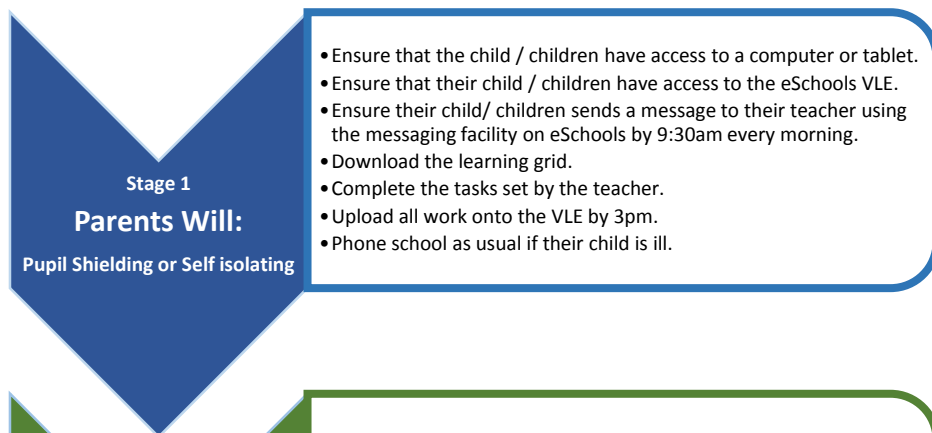 Stage 1
Parents Will:
Pupil Shielding or Self isolating
•Ensure that the child / children have access to a computer or tablet.
•Ensure that their child / children have access to the eSchools VLE.
•Ensure their child/ children sends a message to their teacher using
the messaging facility on eSchools by 9:30am every morning.
•Download the learning grid.
•Complete the tasks set by the teacher.
•Upload all work onto the VLE by 3pm.
•Phone school as usual if their child is ill.